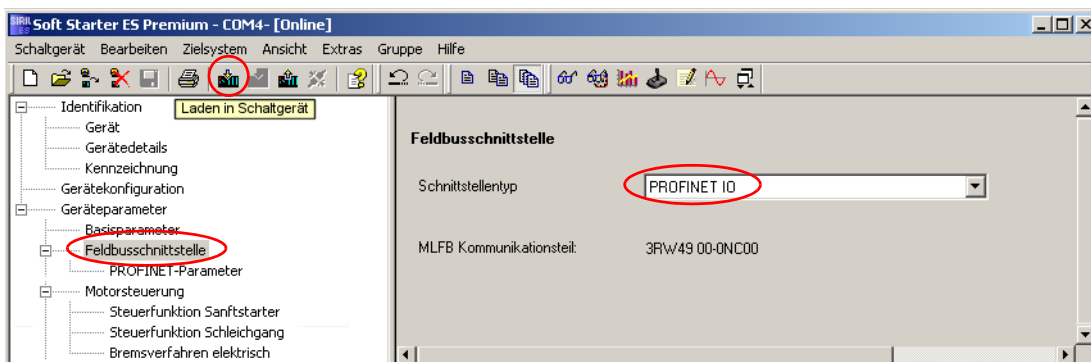 SIRIUS ES Soft Starter ES Premium - COM4- [Online]
Schaltgerät Bearbeiten Zielsystem Ansicht Extras Gruppe Hilfe
Identifikation
Laden in Schaltgerät
Gerät
Gerätedetails
Kennzeichnung
Gerätekonfiguration
Geräteparameter
Basisparameter
Feldbusschnittstelle
PROFINET-Parameter
Motorsteuerung
Steuerfunktion Sanftstarter
Steuerfunktion Schleichgang
Bremsverfahren elektrisch
Feldbusschnittstelle
Schnittstellentyp
PROFINET IO
MLFB Kommunikationsteil:
3RW49 00-0NC00